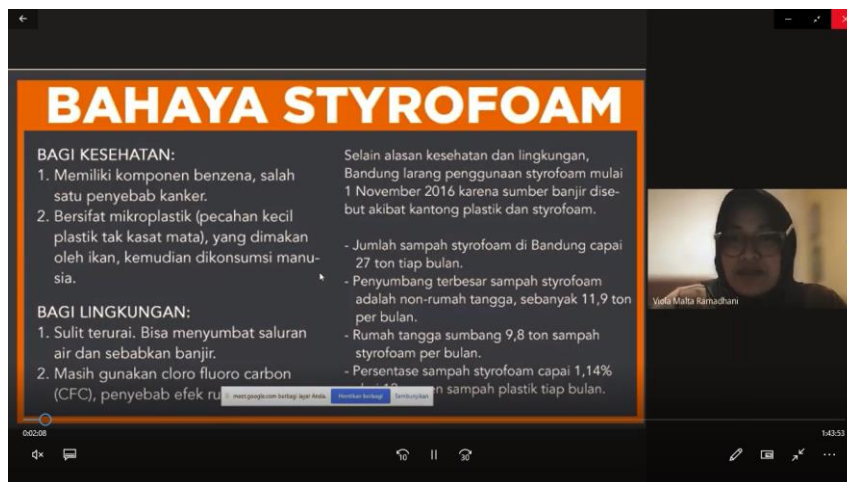 BAHAYA STYROFOAM
BAGI KESEHATAN:
1. Memiliki komponen benzena, salah
satu penyebab kanker.
2. Bersifat mikroplastik (pecahan kecil
plastik tak kasat mata), yang dimakan
oleh ikan, kemudian dikonsumsi manu-
sia.
BAGI LINGKUNGAN:
1. Sulit terurai. Bisa menyumbat saluran
air dan sebabkan banjir.
2. Masih gunakan cloro fluoro carbon
(CFC), penyebab efek
Selain alasan kesehatan dan lingkungan,
Bandung larang penggunaan styrofoam mulai
1 November 2016 karena sumber banjir dise-
but akibat kantong plastik dan styrofoam.
- Jumlah sampah styrofoam di Bandung capai
27 ton tiap bulan.
- Penyumbang terbesar sampah styrofoam
adalah non-rumah tangga, sebanyak 11,9 ton
per bulan.
- Rumah tangga sumbang 9,8 ton sampah
styrofoam per bulan.
- Persentase sampah styrofoam capai 1,14%
sampah plastik tiap bulan.
meet.google.com berbagi layar Anda.
Hentikan berbagi
Sembunyikan
Viola Malta Ramadhani
0:02:08
1:43:53
10
30